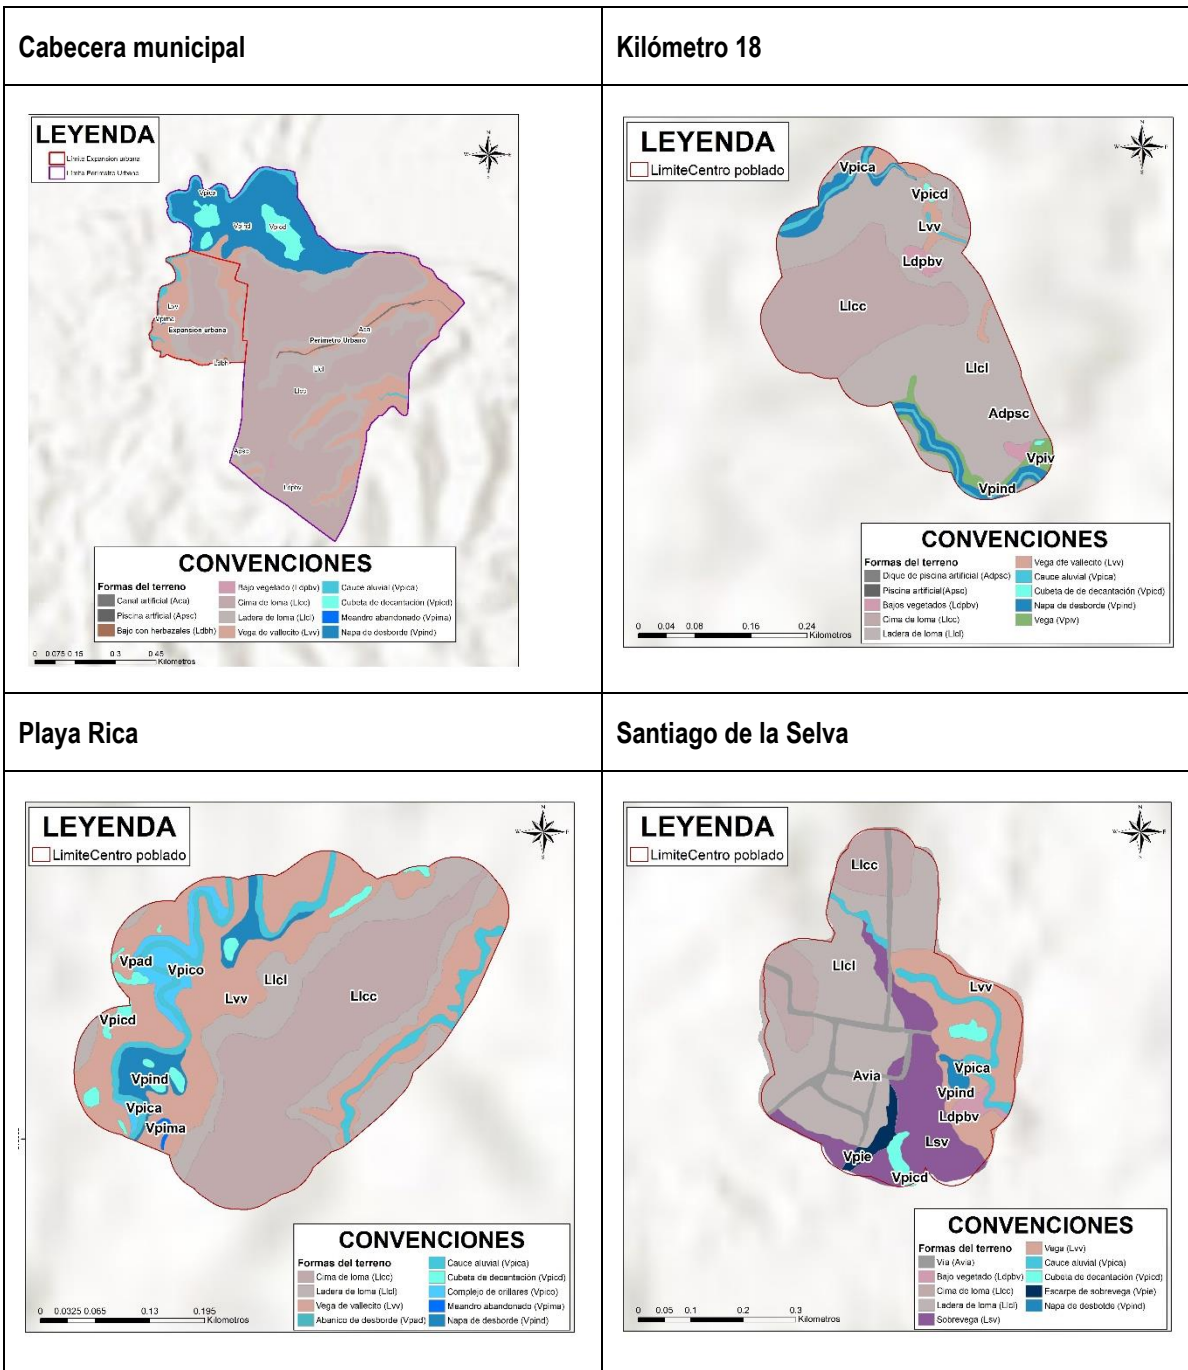 Cabecera municipal
Kilómetro 18
LEYENDA
Límite Expansion urbana
Límite Perímetro Urbano
N
W
E
S
Vpica
Vpind
Vpicd
Lvv
Vpima
Expansion urbana
Ldbh
Aca
Perímetro Urbano
Llcl
Llcc
Apsc
Ldpbv
CONVENCIONES
Formas del terreno
Canal artificial (Aca)
Piscina artificial (Apsc)
Bajo con herbazales (Ldbh)
Bajo vegetado (Ldpbv)
Cima de loma (Llcc)
Ladera de loma (Llcl)
Vega de vallecito (Lvv)
Cauce aluvial (Vpica)
Cubeta de decantación (Vpicd)
Meandro abandonado (Vpima)
Napa de desborde (Vpind)
0 0.075 0.15 0.3 0.45
Kilometros
LEYENDA
LimiteCentro poblado
N
W
E
S
Vpica
Vpicd
Lvv
Ldpbv
Llcc
Llcl
Adpsc
Vpiv
Vpind
CONVENCIONES
Formas del terreno
Dique de piscina artificial (Adpsc)
Piscina artificial(Apsc)
Bajos vegetados (Ldpbv)
Cima de loma (Llcc)
Ladera de loma (Llcl)
Vega dfe vallecito (Lvv)
Cauce aluvial (Vpica)
Cubeta de de decantación (Vpicd)
Napa de desborde (Vpind)
Vega (Vpiv)
0 0.04 0.08 0.16 0.24
Kilometros
Playa Rica
Santiago de la Selva
LEYENDA
LimiteCentro poblado
N
W
E
S
Vpad
Vpico
Llcl
Lvv
Llcc
Vpicd
Vpind
Vpica
Vpima
CONVENCIONES
Formas del terreno
Cima de loma (Llcc)
Ladera de loma (Llcl)
Vega de vallecito (Lvv)
Abanico de desborde (Vpad)
Cauce aluvial (Vpica)
Cubeta de decantación (Vpicd)
Complejo de orillares (Vpico)
Meandro abandonado (Vpima)
Napa de desborde (Vpind)
0 0.0325 0.065 0.13 0.195
Kilometros
LEYENDA
LimiteCentro poblado
N
W
E
S
Llcc
Llcl
Lvv
Avia
Vpica
Vpind
Ldpbv
Lsv
Vpie
Vpicd
CONVENCIONES
Formas del terreno
Via (Avia)
Bajo vegetado (Ldpbv)
Cima de loma (Llcc)
Ladera de loma (Llcl)
Sobrevega (Lsv)
Vega (Lvv)
Cauce aluvial (Vpica)
Cubeta de decantación (Vpicd)
Escarpe de sobrevega (Vpie)
Napa de desbolde (Vpind)
0 0.05 0.1 0.2 0.3
Kilometros